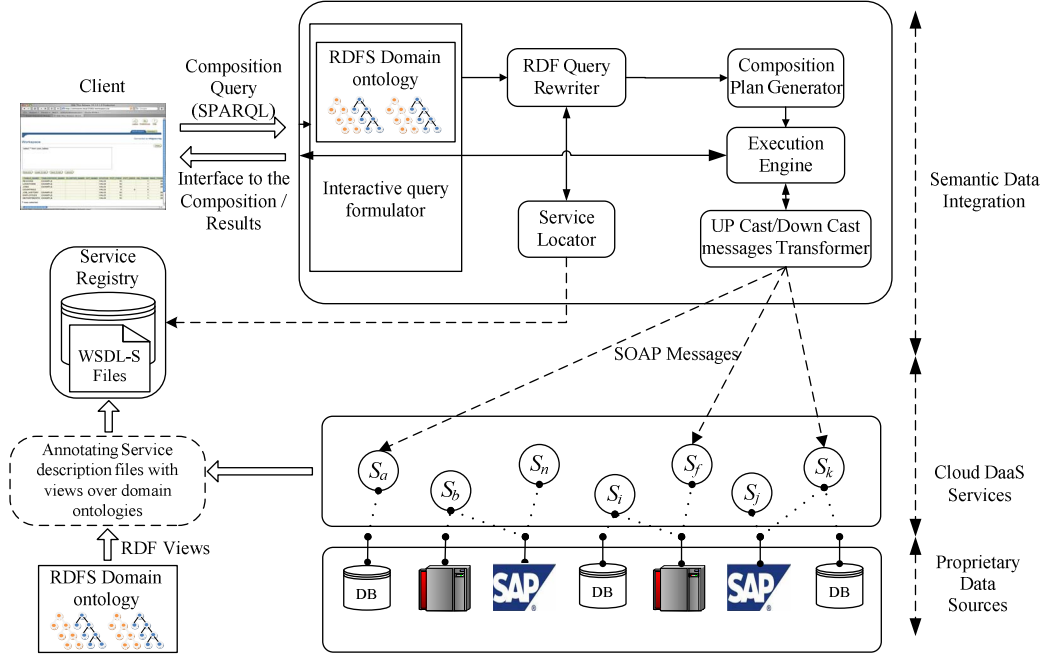 Client
Composition
Query
(SPARQL)
Interface to the
Composition /
Results
RDFS Domain
ontology
Interactive query
formulator
RDF Query
Rewriter
Service
Locator
Composition
Plan Generator
Execution
Engine
UP Cast/Down Cast
messages Transformer
Semantic Data
Integration
Service
Registry
WSDL-S
Files
SOAP Messages
Annotating Service
description files with
views over domain
ontologies
RDF Views
RDFS Domain
ontology
Sa
Sb
Sn
Si
Sf
Sj
Sk
Cloud DaaS
Services
DB
SAP®
DB
SAP®
DB
Proprietary
Data
Sources